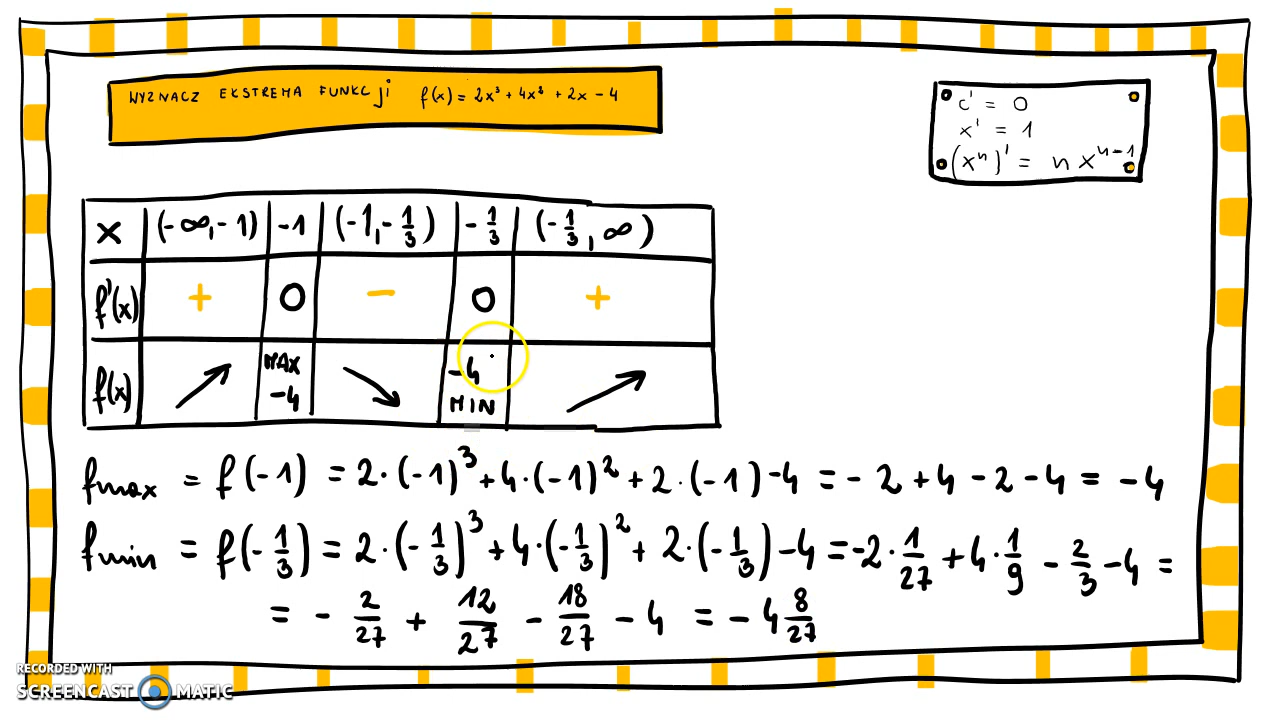 WYZNACZ EKSTREMA FUNKCji f(x) = 2x³ + 4x² + 2x - 4
c' = 0
x' = 1
(xⁿ)' = n xⁿ⁻¹
x (-∞,-1) -1 (-1,-1/3) -1/3 (-1/3,∞)
f'(x) + 0 - 0 +
f(x) ↗ MAX -4 ↘ -4 MIN ↗
fmax = f(-1) = 2·(-1)³+4·(-1)²+2·(-1)-4 = -2+4-2-4 = -4
fmin = f(-1/3) = 2·(-1/3)³+4·(-1/3)²+2·(-1/3)-4 =-2·1/27+4·1/9-2/3-4 =
= -2/27 + 12/27 - 18/27 - 4 = -4 8/27
RECORDED WITH
SCREENCAST MATIC